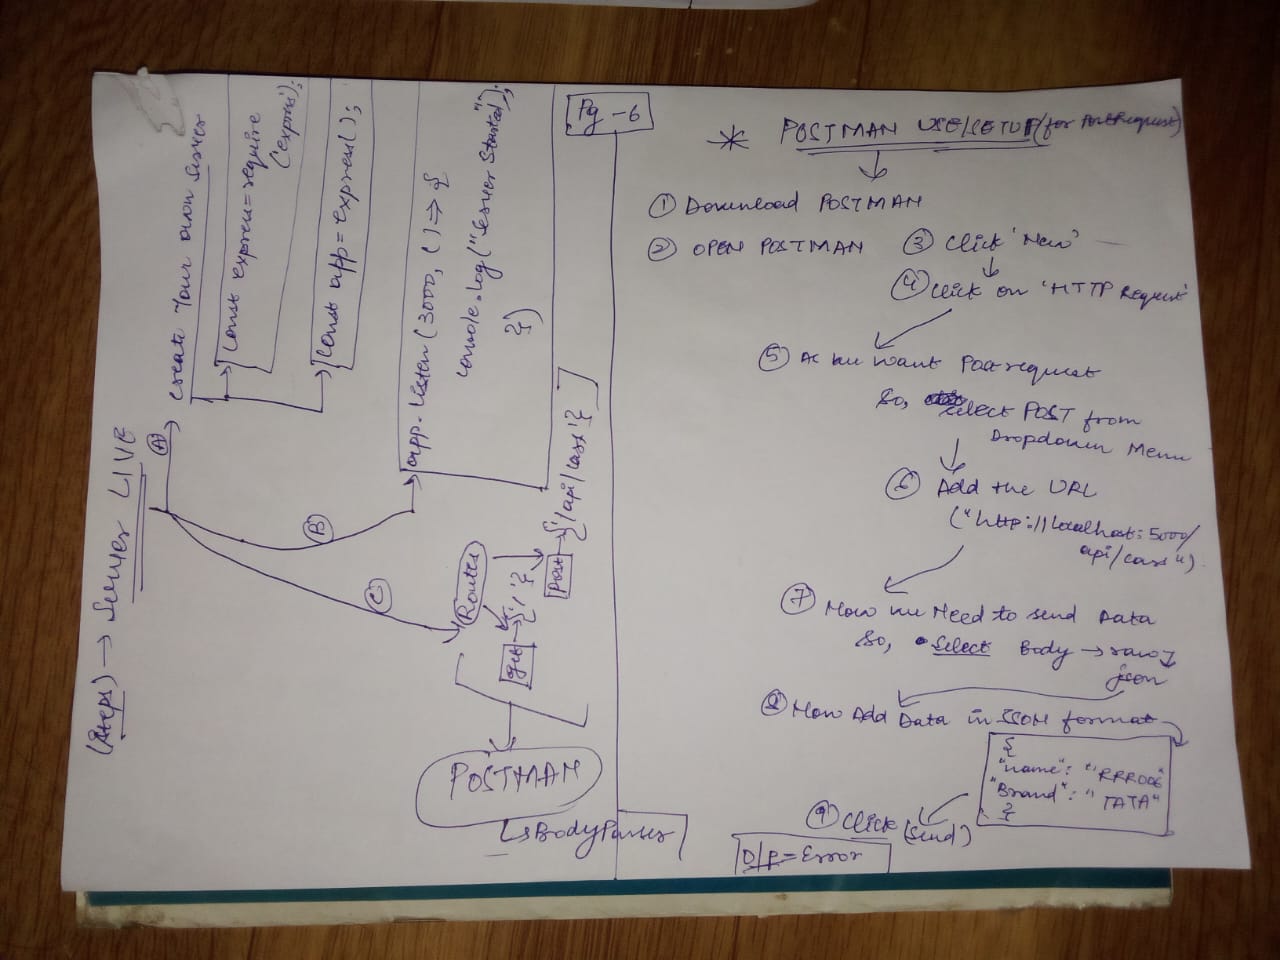 (Steps) → Server LIVE
(A)
Create Your own server
const express = require
('express');
const app = express();
(B)
app.listen(3000, () => {
console.log("Server Started");
})
(C)
Routes
get → {'/'}
post → {'/api/cars'}
POSTMAN
↳ BodyParser
Pg - 6
* POSTMAN USE/SETUP (for Post Request)
① Download POSTMAN
② OPEN POSTMAN ③ Click 'New'
④ Click on 'HTTP Request'
⑤ As we want Post request
So, select POST from
Dropdown Menu
⑥ Add the URL
("http://localhost:5000/
api/cars")
⑦ Now we Need to send Data
So, Select Body → raw →
json
⑧ Now Add Data in JSON format
{
"name": "RRR006"
"Brand": "TATA"
}
⑨ Click (Send)
O/P = Error